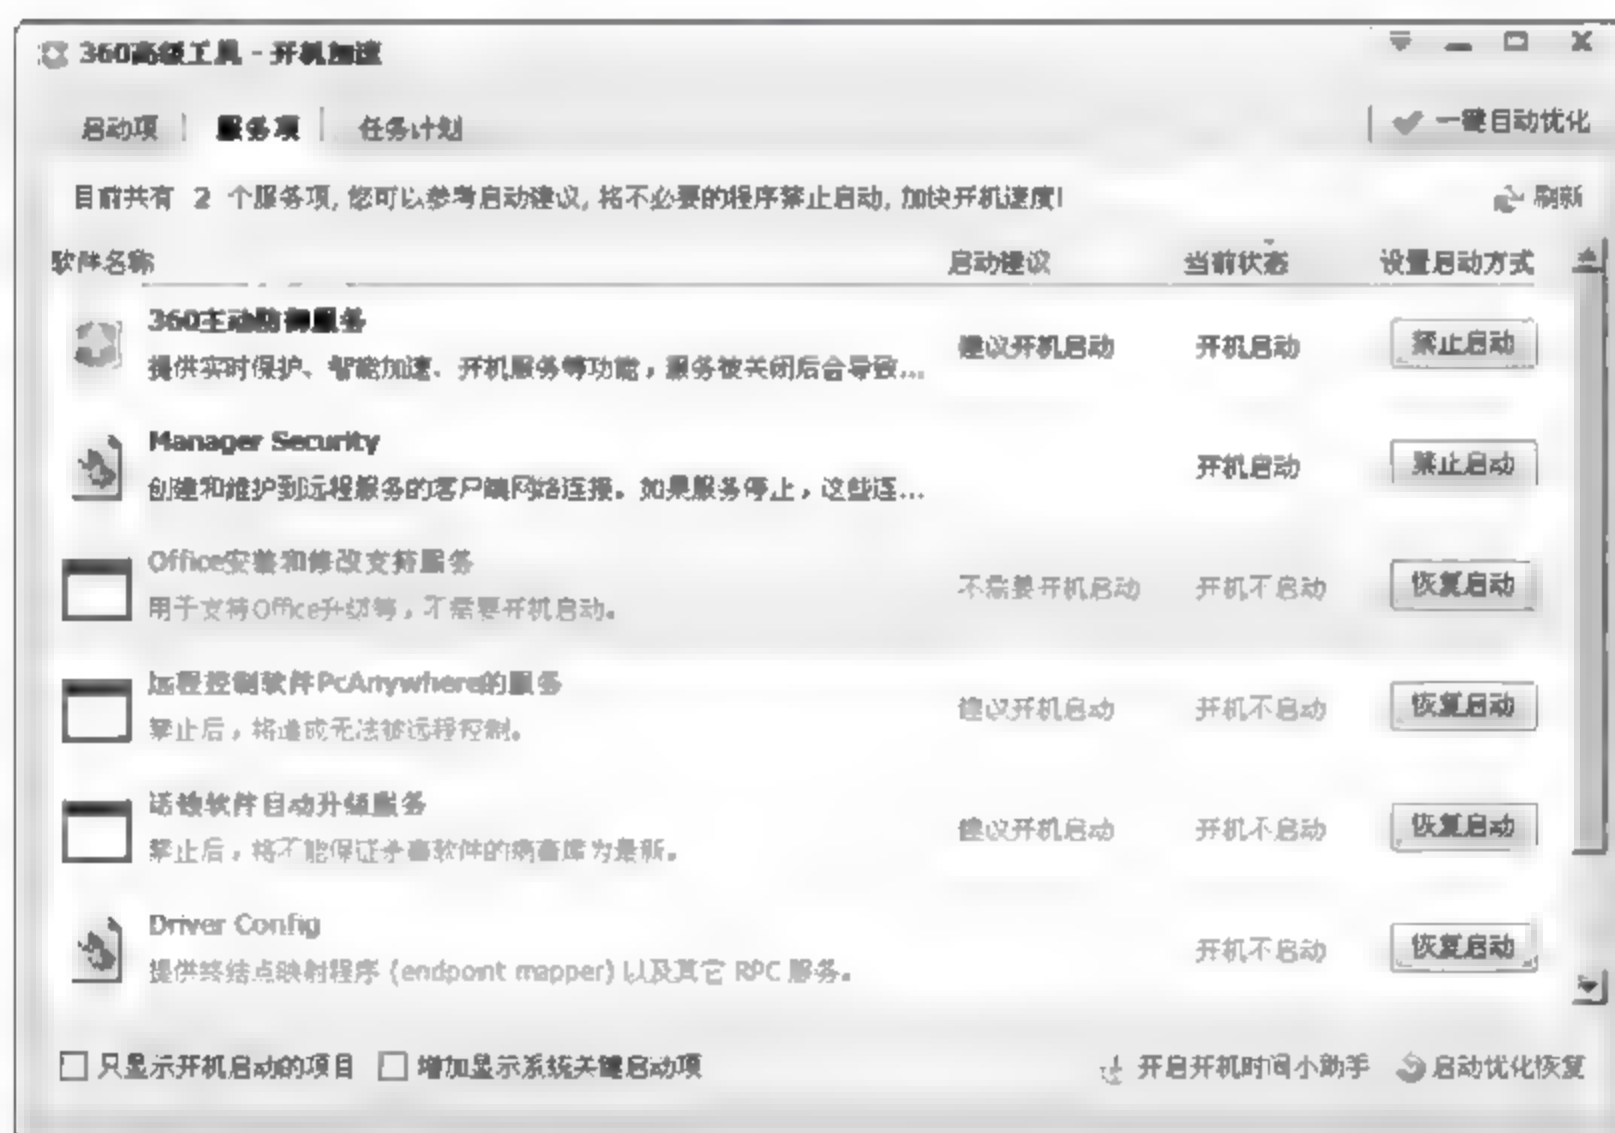 360高级工具 - 开机加速
启动项 服务项 任务计划 一键自动优化
目前共有 2 个服务项, 您可以参考启动建议, 将不必要的程序禁止启动, 加快开机速度! 刷新
软件名称 启动建议 当前状态 设置启动方式
360主动防御服务
提供实时保护、智能加速、开机服务等功能，服务被关闭后会导致... 建议开机启动 开机启动 禁止启动
Manager Security
创建和维护到远程服务的客户端网络连接。如果服务停止，这些连... 开机启动 禁止启动
Office安装和修改支持服务
用于支持Office升级等，不需要开机启动。 不需要开机启动 开机不启动 恢复启动
远程控制软件PcAnywhere的服务
禁止后，将造成无法被远程控制。 建议开机启动 开机不启动 恢复启动
诺顿软件自动升级服务
禁止后，将不能保证杀毒软件的病毒库为最新。 建议开机启动 开机不启动 恢复启动
Driver Config
提供终结点映射程序 (endpoint mapper) 以及其它 RPC 服务。 开机不启动 恢复启动
只显示开机启动的项目 增加显示系统关键启动项 开启开机时间小助手 启动优化恢复